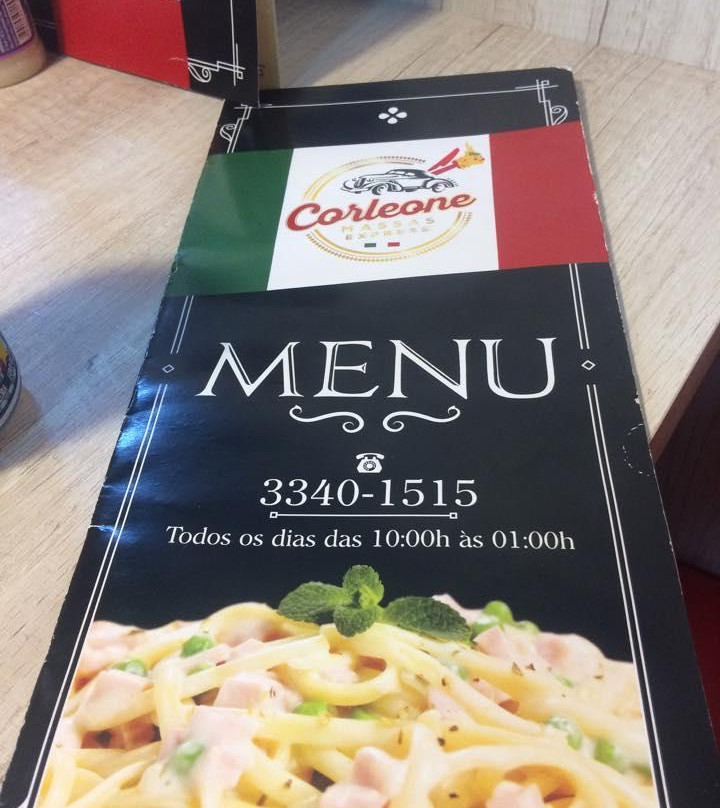 Corleone
MASSAS
EXPRESS
MENU
3340-1515
Todos os dias das 10:00h às 01:00h